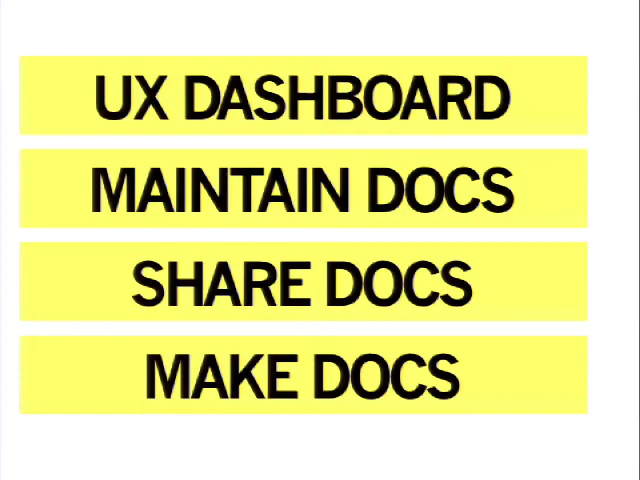 UX DASHBOARD
MAINTAIN DOCS
SHARE DOCS
MAKE DOCS